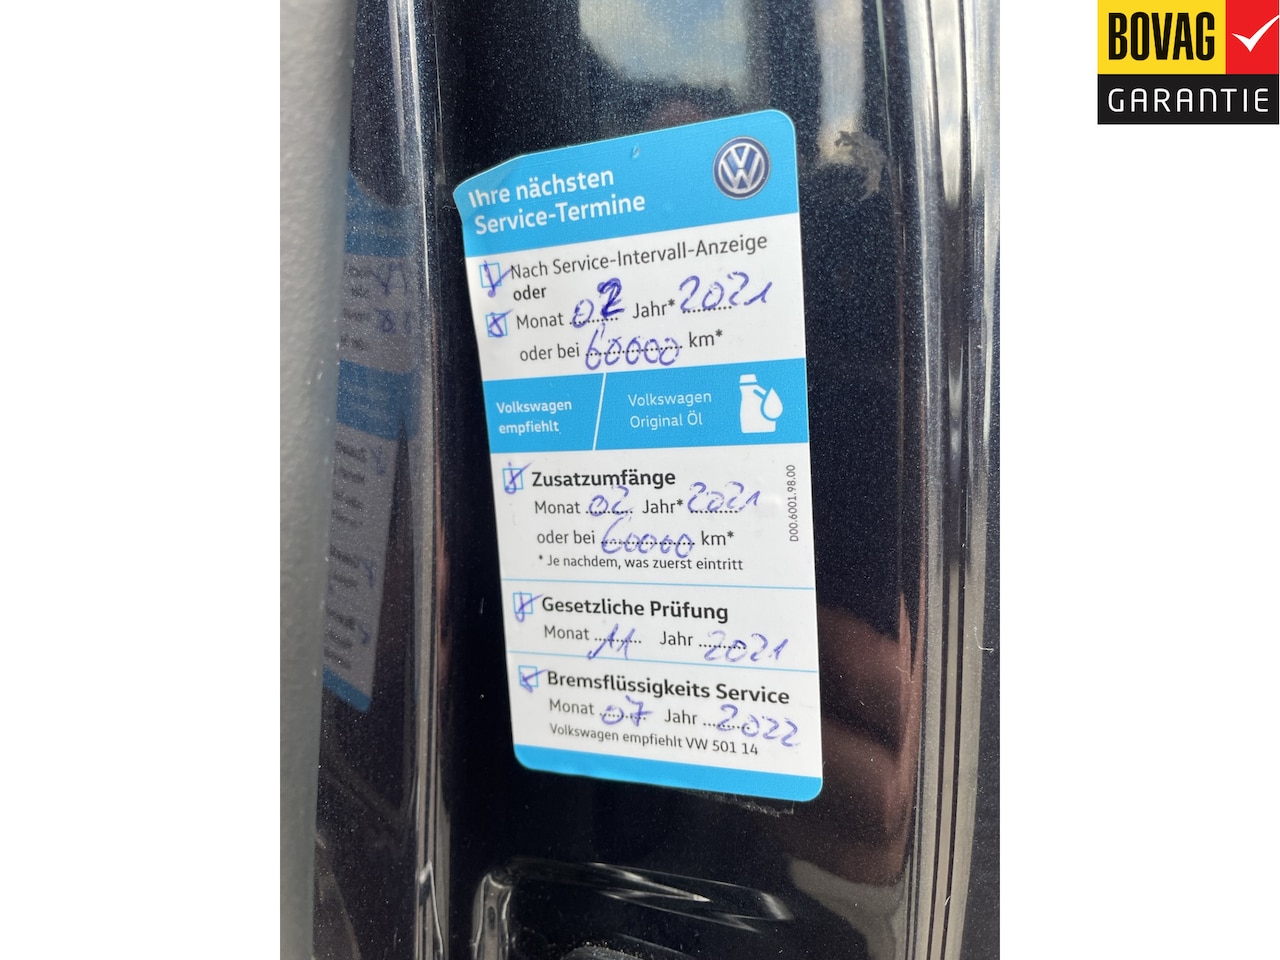 BOVAG
GARANTIE
Ihre nächsten
Service-Termine
Nach Service-Intervall-Anzeige
oder
Monat 02 Jahr* 2021
oder bei 60000 km*
Volkswagen
empfiehlt
Volkswagen
Original Öl
Zusatzumfänge
Monat 02 Jahr* 2021
oder bei 60000 km*
* Je nachdem, was zuerst eintritt
D00.6001.98.00
Gesetzliche Prüfung
Monat 11 Jahr 2021
Bremsflüssigkeits Service
Monat 07 Jahr 2022
Volkswagen empfiehlt VW 501 14